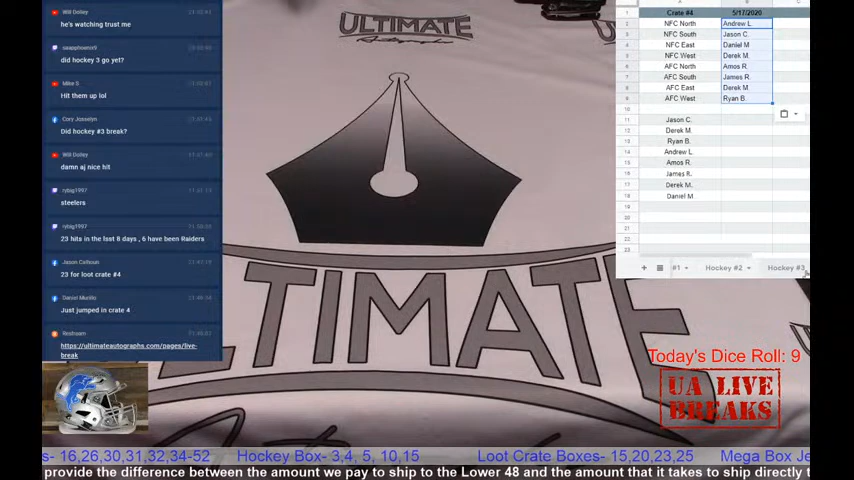 Will Dolley
he's watching trust me
did hockey 3 go yet?
Mike S
Hit them up lol
Cory Josselyn
Did hockey #3 break?
Will Dolley
damn aj nice hit
rybig1997
steelers
rybig1997
23 hits in the lsst 8 days , 6 have been Raiders
Jason Calhoun
23 for loot crate #4
Daniel Murillo
Just jumped in crate 4
Restream
https://ultimateautographs.com/pages/live-
break
ULTIMATE
ULTIMATE
Crate #4 5/17/2020
NFC North Andrew L.
NFC South Jason C.
NFC East Daniel M
NFC West Derek M.
AFC North Amos R.
AFC South James R.
AFC East Derek M.
AFC West Ryan B.
Jason C.
Derek M.
Ryan B.
Andrew L.
Amos R.
James R.
Derek M.
Daniel M
#1 Hockey #2 Hockey #3
Today's Dice Roll: 9
UA LIVE
BREAKS
s- 16,26,30,31,32,34-52 Hockey Box- 3,4, 5, 10,15 Loot Crate Boxes- 15,20,23,25 Mega Box Je
provide the difference between the amount we pay to ship to the Lower 48 and the amount that it takes to ship directly t